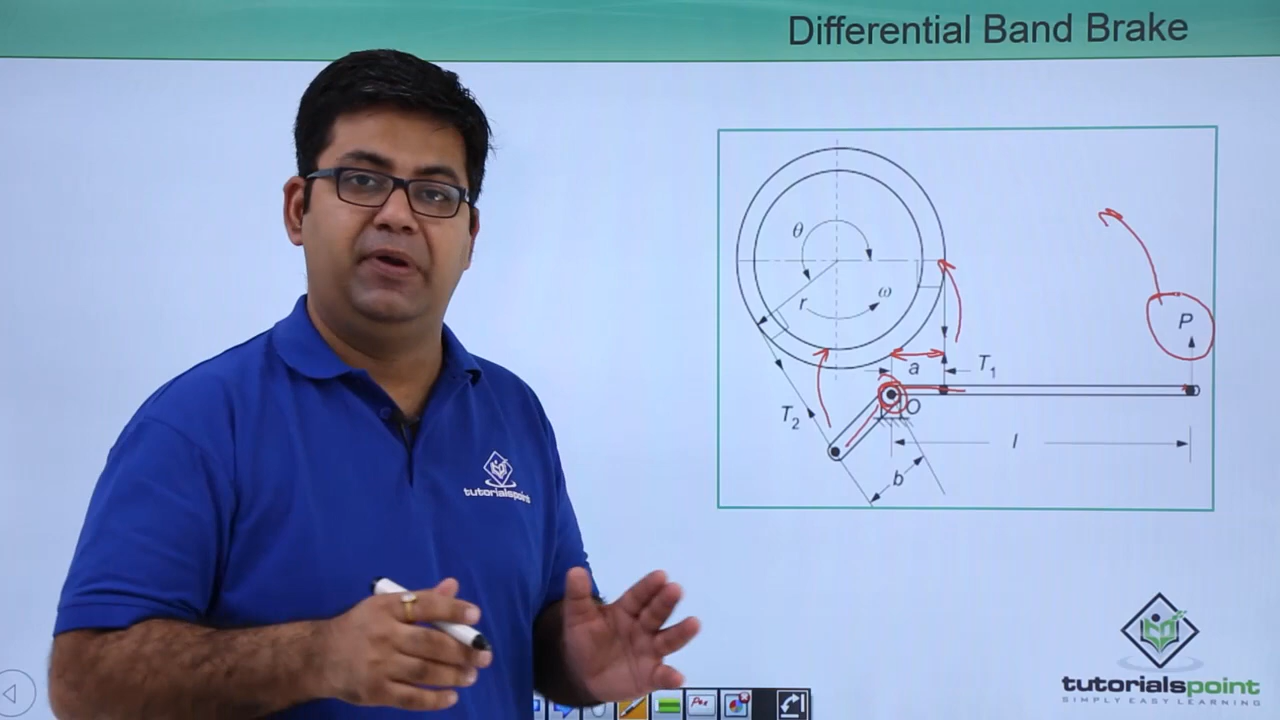 Differential Band Brake
θ
ω
r
P
a
T1
O
T2
l
b
tutorialspoint
tutorialspoint
SIMPLY EASY LEARNING